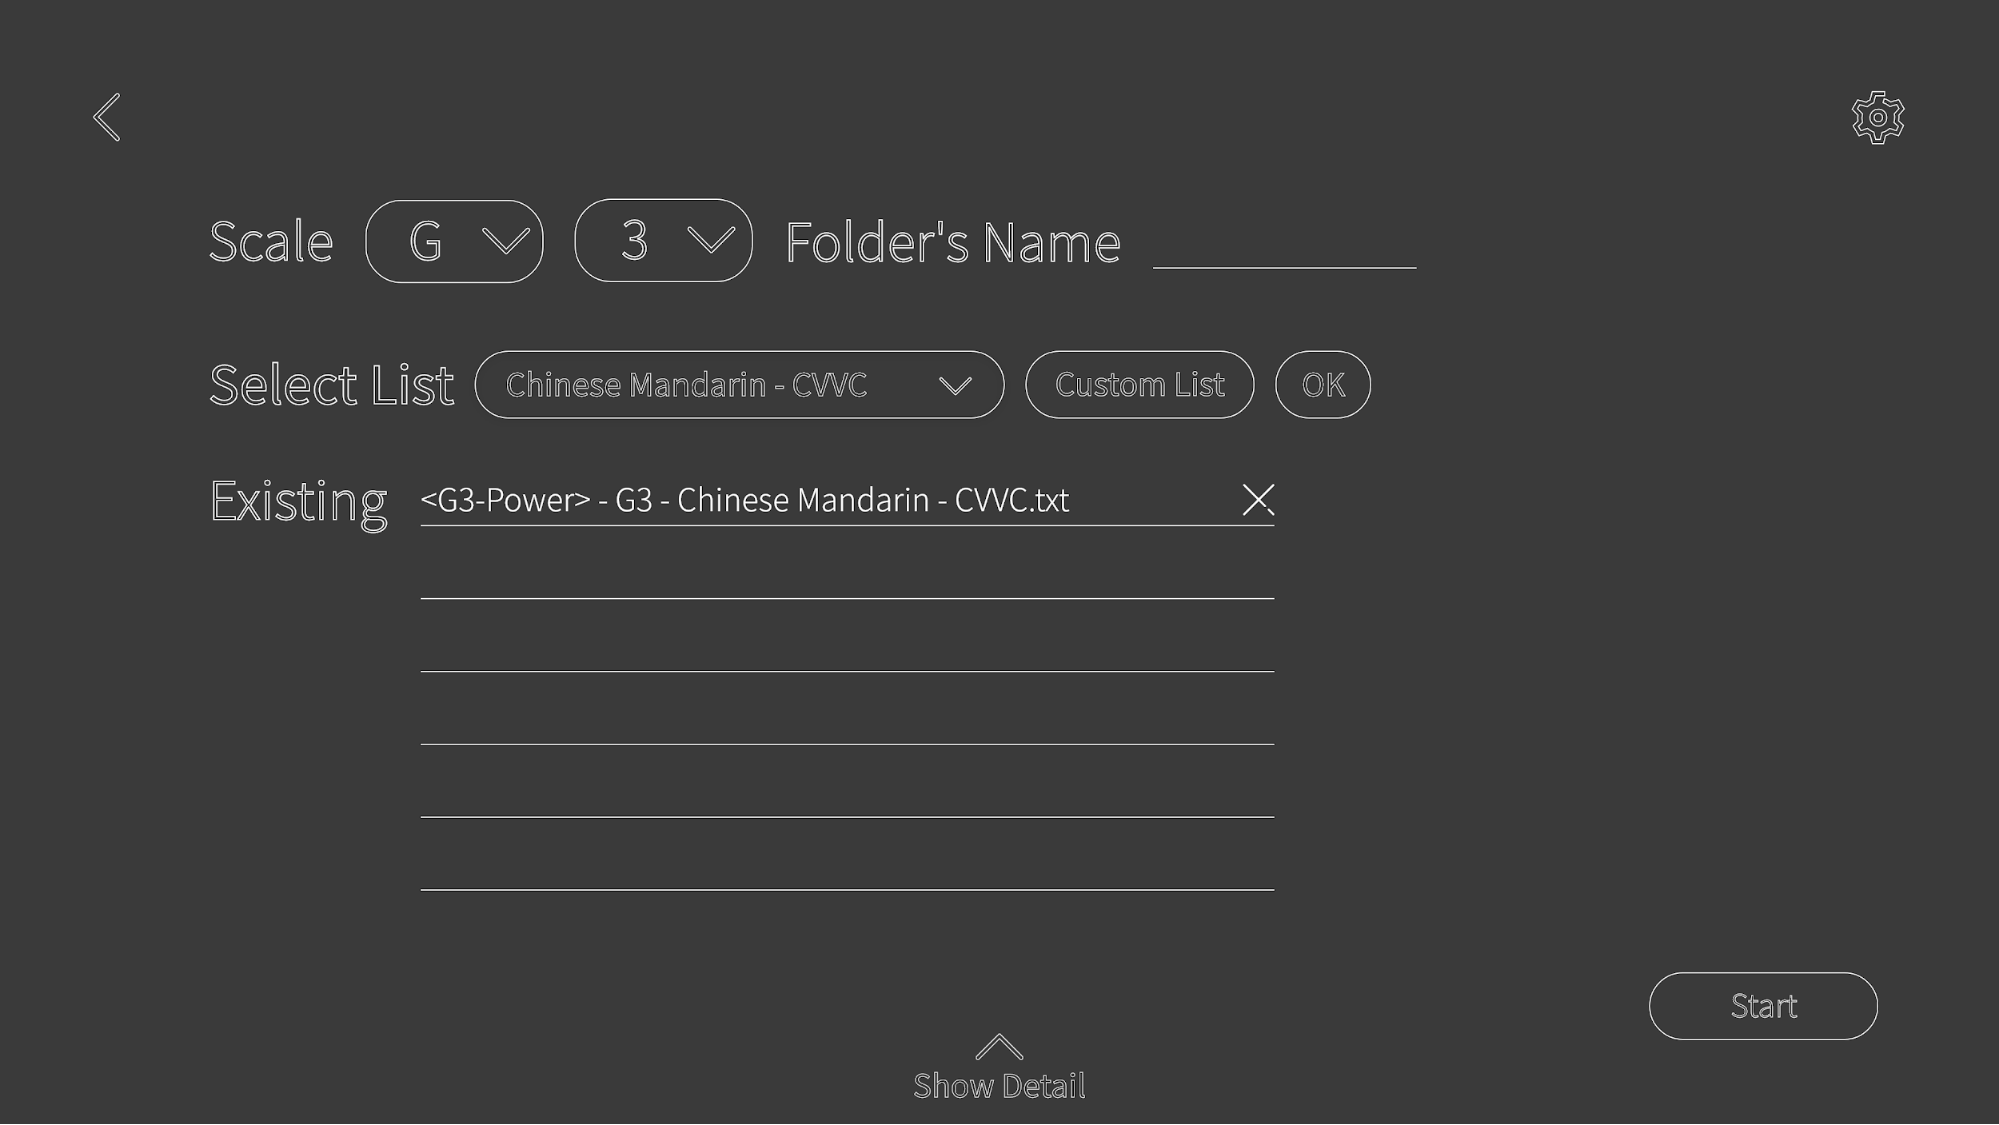 Scale G 3 Folder's Name
Select List Chinese Mandarin - CVVC Custom List OK
Existing <G3-Power> - G3 - Chinese Mandarin - CVVC.txt
Start
Show Detail